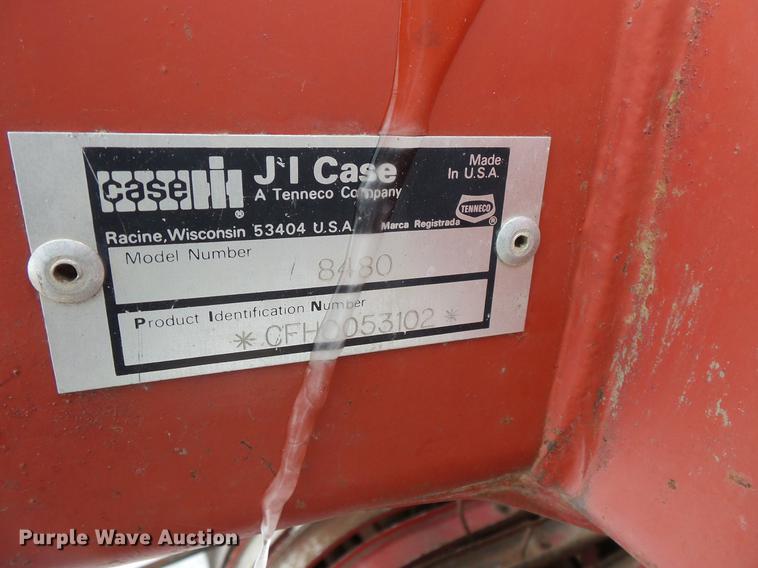 CASE IH ®
J I Case
A Tenneco Company
Made
In U.S.A.
TENNECO
®
Racine, Wisconsin 53404 U.S.A. Marca Registrada
Model Number
8480
Product Identification Number
*CFH0053102*
Purple Wave Auction